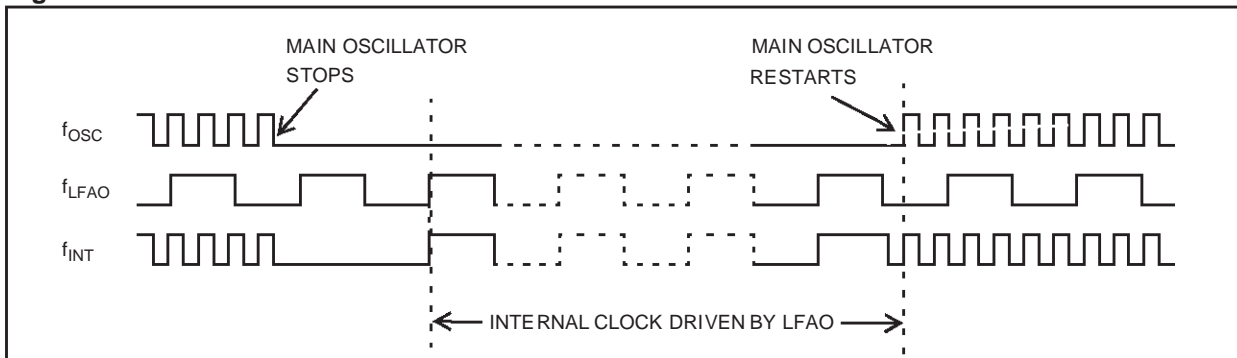 MAIN OSCILLATOR
STOPS
MAIN OSCILLATOR
RESTARTS
fOSC
fLFAO
fINT
INTERNAL CLOCK DRIVEN BY LFAO